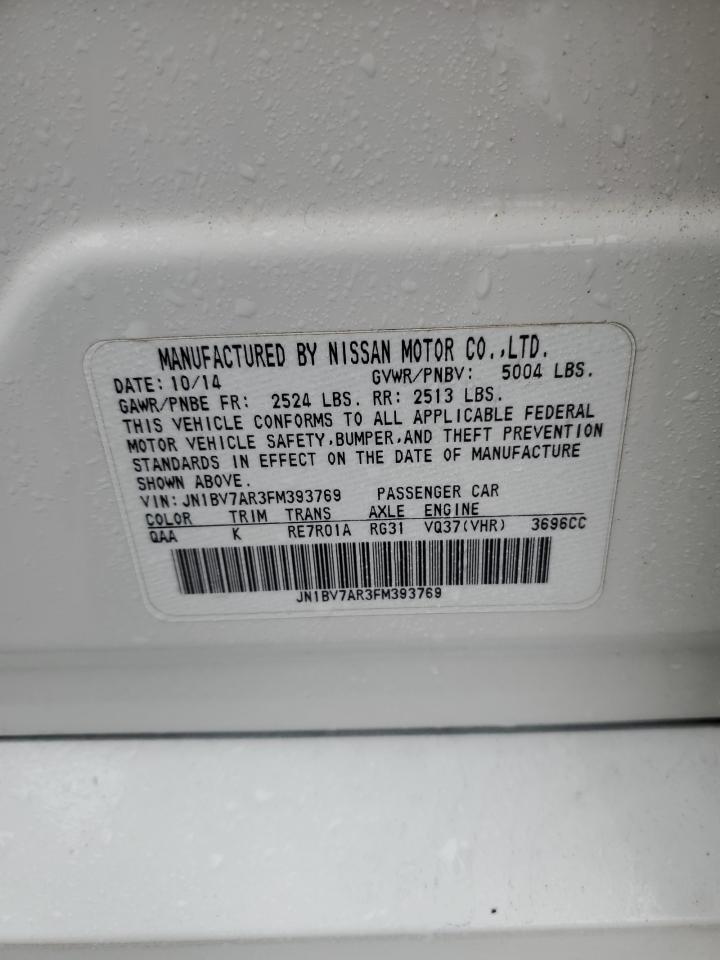 MANUFACTURED BY NISSAN MOTOR CO.,LTD.
DATE: 10/14 GVWR/PNBV: 5004 LBS.
GAWR/PNBE FR: 2524 LBS. RR: 2513 LBS.
THIS VEHICLE CONFORMS TO ALL APPLICABLE FEDERAL
MOTOR VEHICLE SAFETY,BUMPER,AND THEFT PREVENTION
STANDARDS IN EFFECT ON THE DATE OF MANUFACTURE
SHOWN ABOVE.
VIN: JN1BV7AR3FM393769 PASSENGER CAR
COLOR TRIM TRANS AXLE ENGINE
QAA K RE7R01A RG31 VQ37(VHR) 3696CC
JN1BV7AR3FM393769